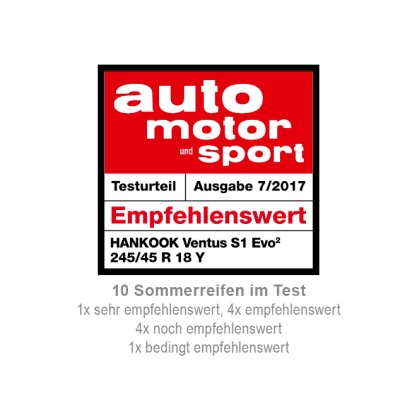 auto
motor
und sport
Testurteil Ausgabe 7/2017
Empfehlenswert
HANKOOK Ventus S1 Evo²
245/45 R 18 Y
10 Sommerreifen im Test
1x sehr empfehlenswert, 4x empfehlenswert
4x noch empfehlenswert
1x bedingt empfehlenswert